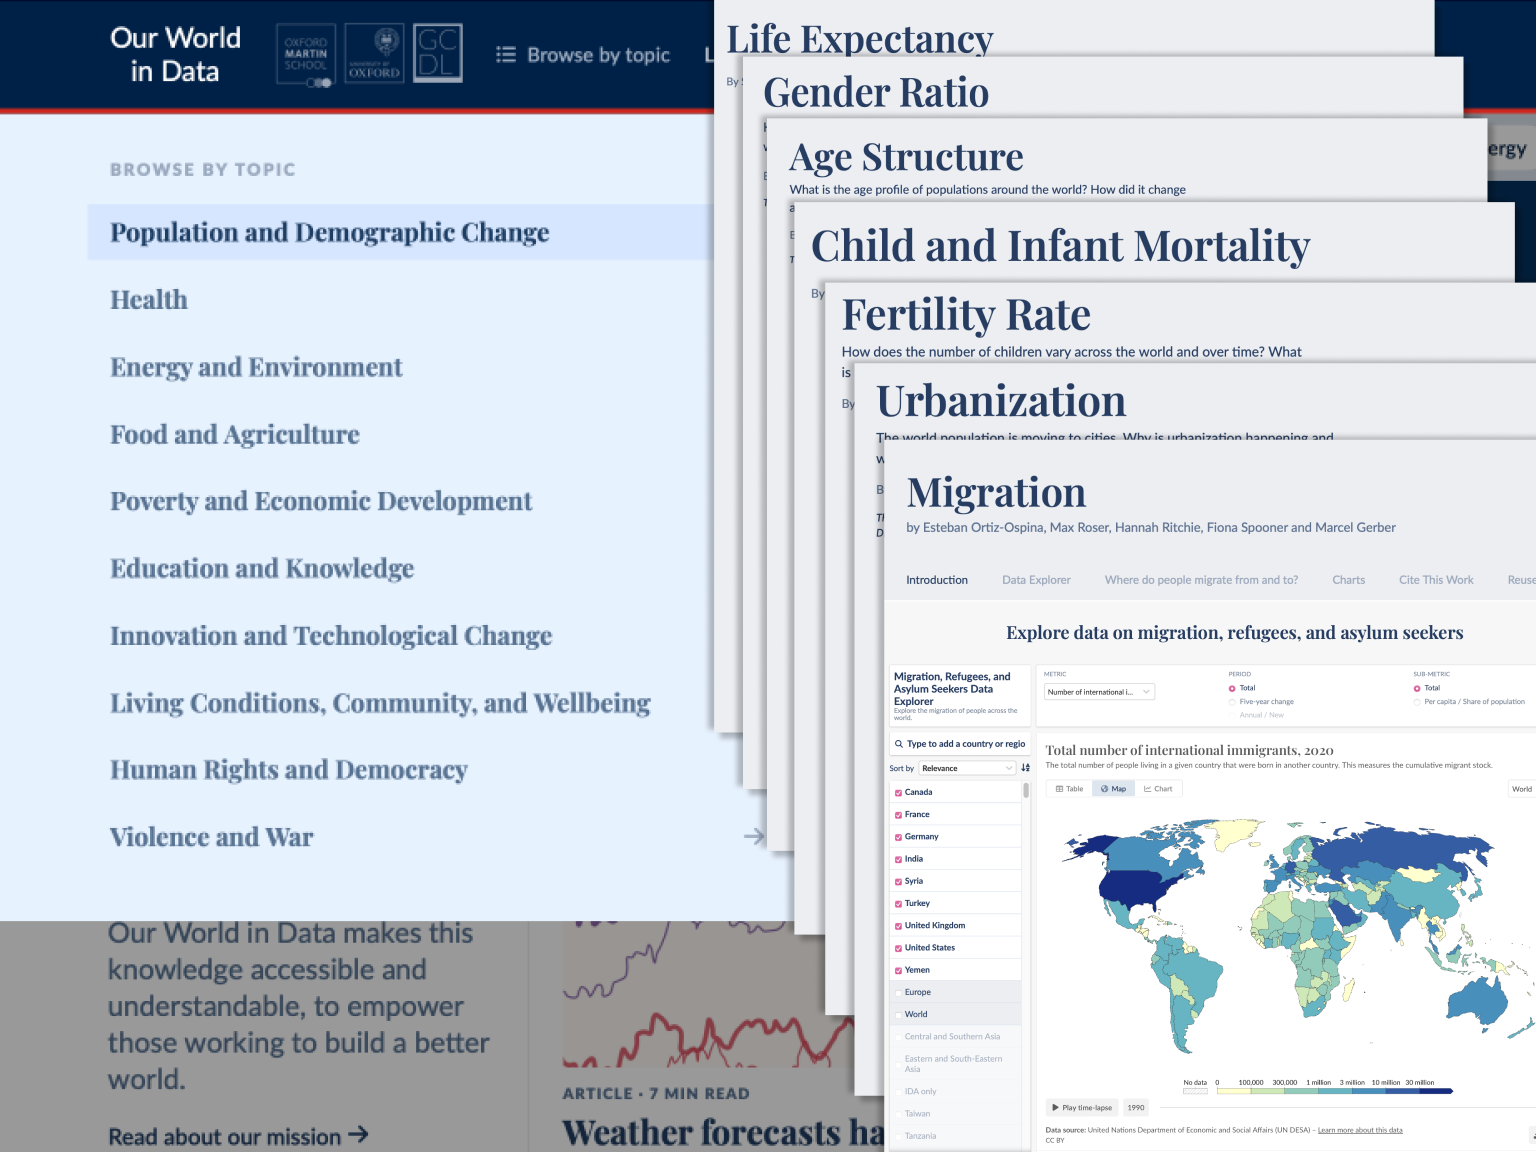 Our World
in Data
OXFORD
MARTIN
SCHOOL
UNIVERSITY OF
OXFORD
GC
DL
Browse by topic
L
BROWSE BY TOPIC
Population and Demographic Change
Health
Energy and Environment
Food and Agriculture
Poverty and Economic Development
Education and Knowledge
Innovation and Technological Change
Living Conditions, Community, and Wellbeing
Human Rights and Democracy
Violence and War
Our World in Data makes this
knowledge accessible and
understandable, to empower
those working to build a better
world.
Read about our mission
ARTICLE · 7 MIN READ
Weather forecasts ha
ergy
Life Expectancy
By
Gender Ratio
Age Structure
What is the age profile of populations around the world? How did it change
a
Child and Infant Mortality
By
Fertility Rate
How does the number of children vary across the world and over time? What
is
By
Urbanization
The world population is moving to cities. Why is urbanization happening and
w
B
Th
D
Migration
by Esteban Ortiz-Ospina, Max Roser, Hannah Ritchie, Fiona Spooner and Marcel Gerber
Introduction Data Explorer Where do people migrate from and to? Charts Cite This Work Reuse
Explore data on migration, refugees, and asylum seekers
Migration, Refugees, and
Asylum Seekers Data
Explorer
Explore the migration of people across the
world.
METRIC
Number of international i...
PERIOD
Total
Five-year change
Annual / New
SUB-METRIC
Total
Per capita / Share of population
Type to add a country or regio
Sort by Relevance
Canada
France
Germany
India
Syria
Turkey
United Kingdom
United States
Yemen
Europe
World
Central and Southern Asia
Eastern and South-Eastern
Asia
IDA only
Taiwan
Tanzania
Total number of international immigrants, 2020
The total number of people living in a given country that were born in another country. This measures the cumulative migrant stock.
Table Map Chart
World
No data 0 100,000 300,000 1 million 3 million 10 million 30 million
Play time-lapse 1990
Data source: United Nations Department of Economic and Social Affairs (UN DESA) – Learn more about this data
CC BY